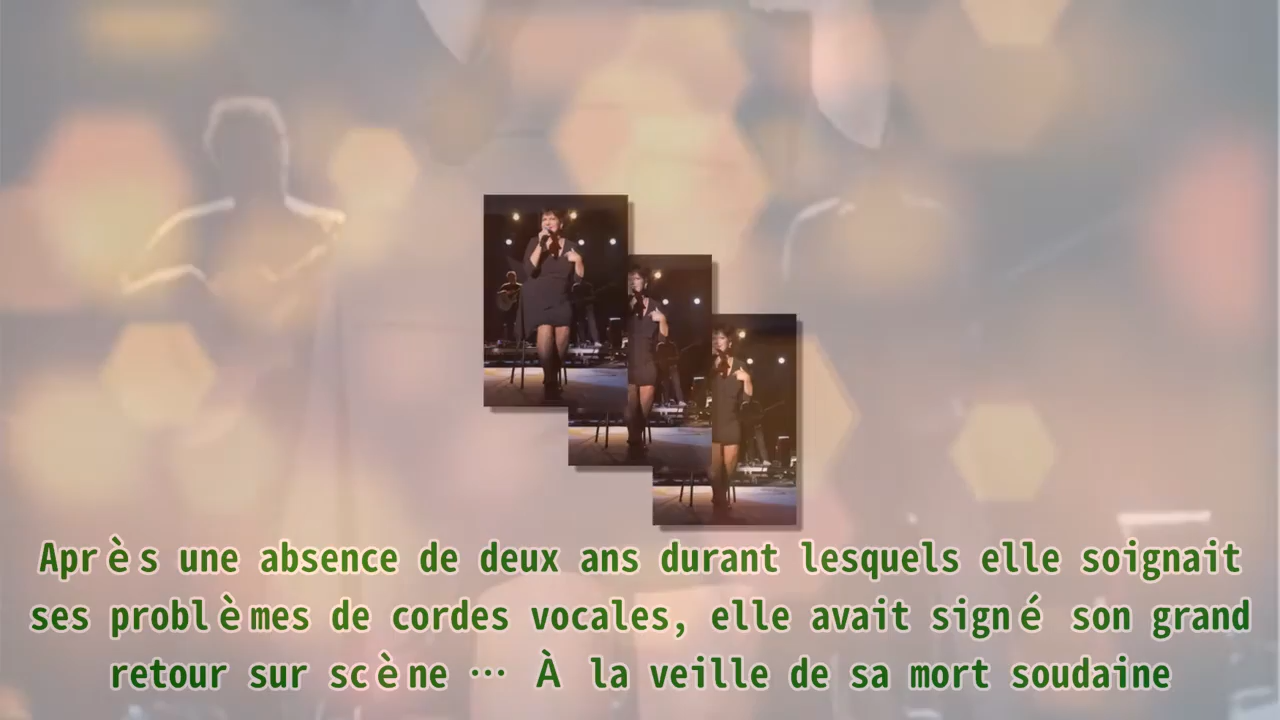 Après une absence de deux ans durant lesquels elle soignait
ses problèmes de cordes vocales, elle avait signé son grand
retour sur scène … À la veille de sa mort soudaine